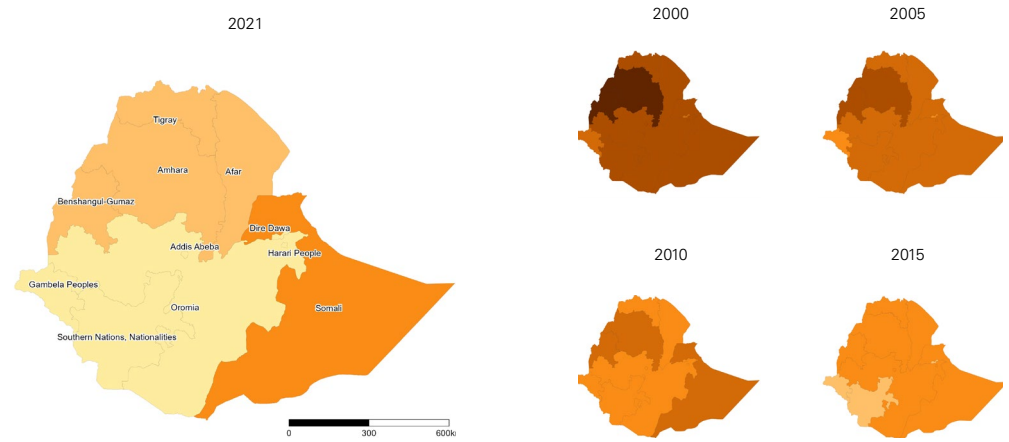 2021
Tigray
Amhara
Afar
Benshangul-Gumaz
Dire Dawa
Addis Abeba
Harari People
Gambela Peoples
Oromia
Somali
Southern Nations, Nationalities
0 300 600k
2000
2005
2010
2015